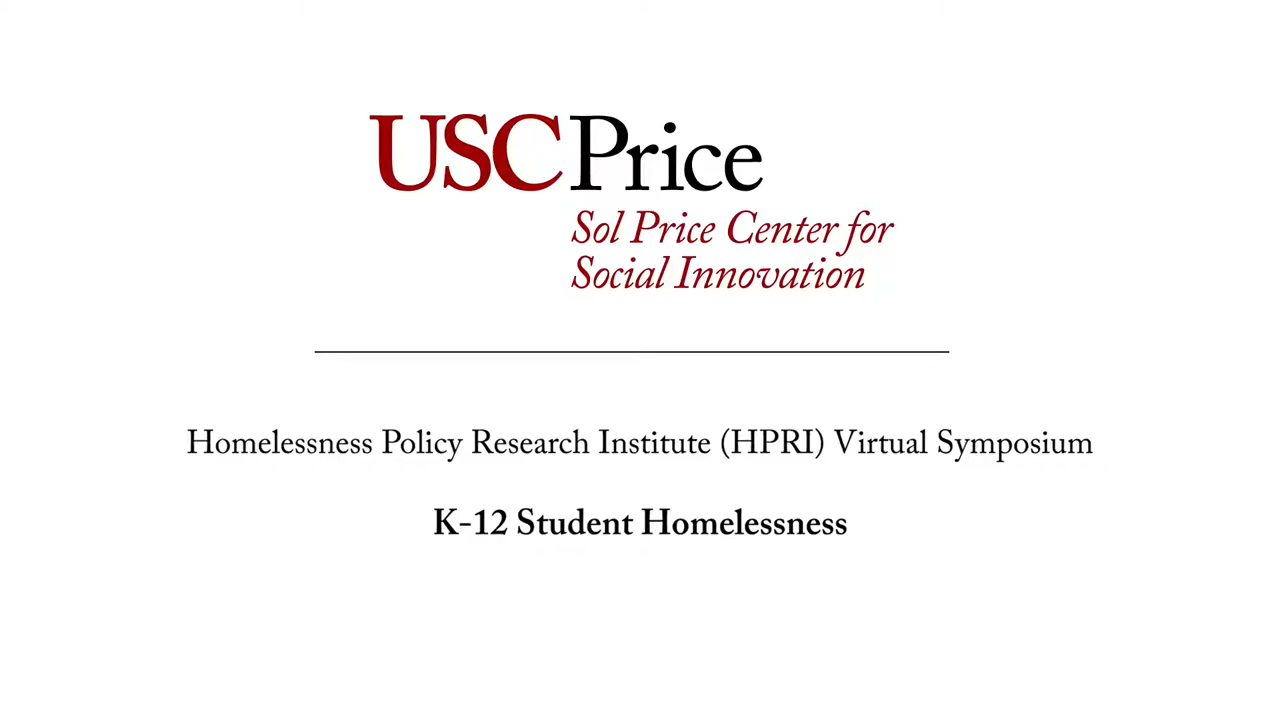 USC Price
Sol Price Center for
Social Innovation
Homelessness Policy Research Institute (HPRI) Virtual Symposium
K-12 Student Homelessness